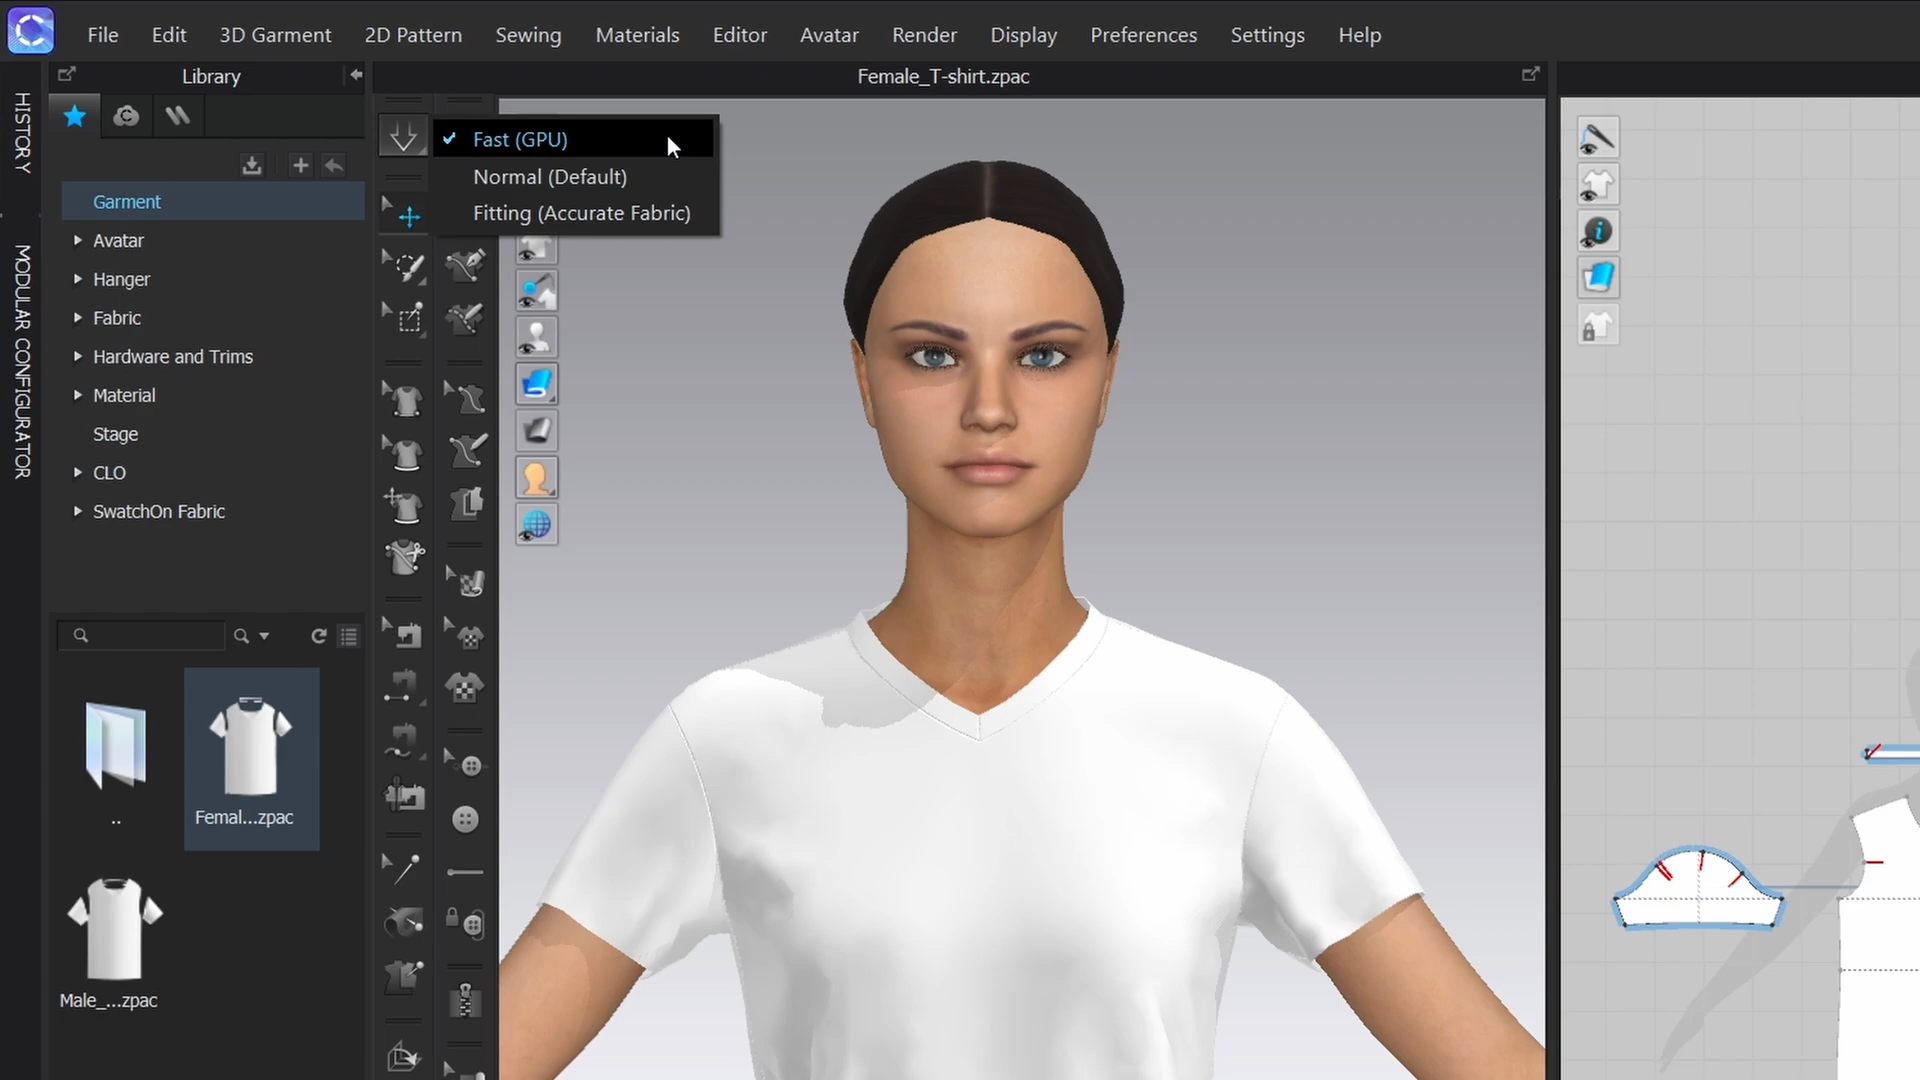 File Edit 3D Garment 2D Pattern Sewing Materials Editor Avatar Render Display Preferences Settings Help
HISTORY
MODULAR CONFIGURATOR
Library
Female_T-shirt.zpac
Fast (GPU)
Normal (Default)
Fitting (Accurate Fabric)
Garment
Avatar
Hanger
Fabric
Hardware and Trims
Material
Stage
CLO
SwatchOn Fabric
..
Femal...zpac
Male_...zpac